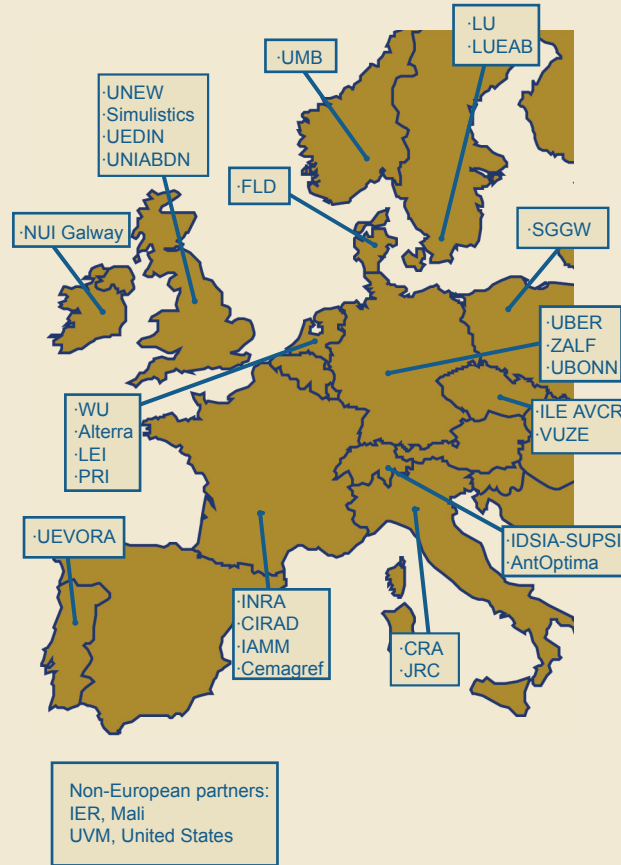 ·LU
·LUEAB
·UMB
·UNEW
·Simulistics
·UEDIN
·UNIABDN
·FLD
·NUI Galway
·SGGW
·UBER
·ZALF
·UBONN
·WU
·Alterra
·LEI
·PRI
·ILE AVCR
·VUZE
·UEVORA
·IDSIA-SUPSI
·AntOptima
·INRA
·CIRAD
·IAMM
·Cemagref
·CRA
·JRC
Non-European partners:
IER, Mali
UVM, United States